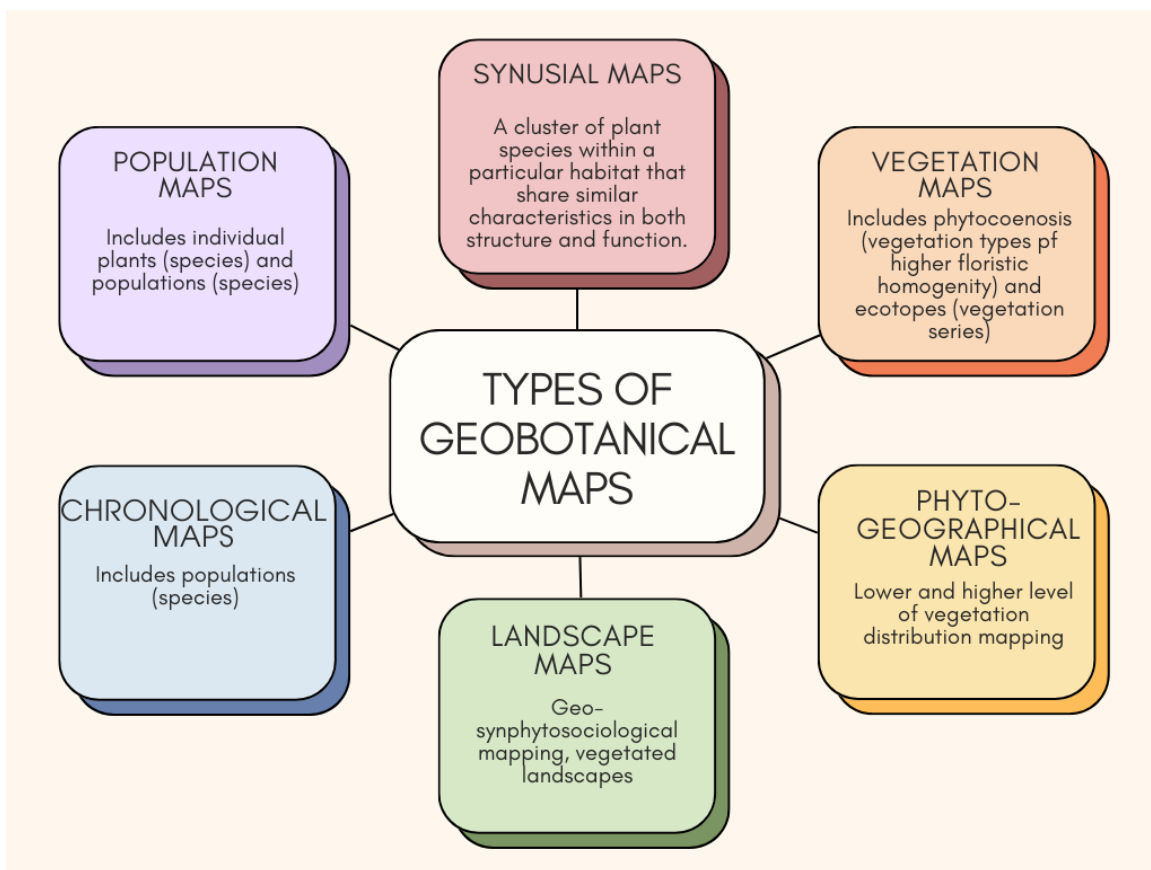 SYNUSIAL MAPS
A cluster of plant
species within a
particular habitat that
share similar
characteristics in both
structure and function.
POPULATION
MAPS
Includes individual
plants (species) and
populations (species)
VEGETATION
MAPS
Includes phytocoenosis
(vegetation types pf
higher floristic
homogenity) and
ecotopes (vegetation
series)
TYPES OF
GEOBOTANICAL
MAPS
CHRONOLOGICAL
MAPS
Includes populations
(species)
PHYTO-
GEOGRAPHICAL
MAPS
Lower and higher level
of vegetation
distribution mapping
LANDSCAPE
MAPS
Geo-
synphytosociological
mapping, vegetated
landscapes